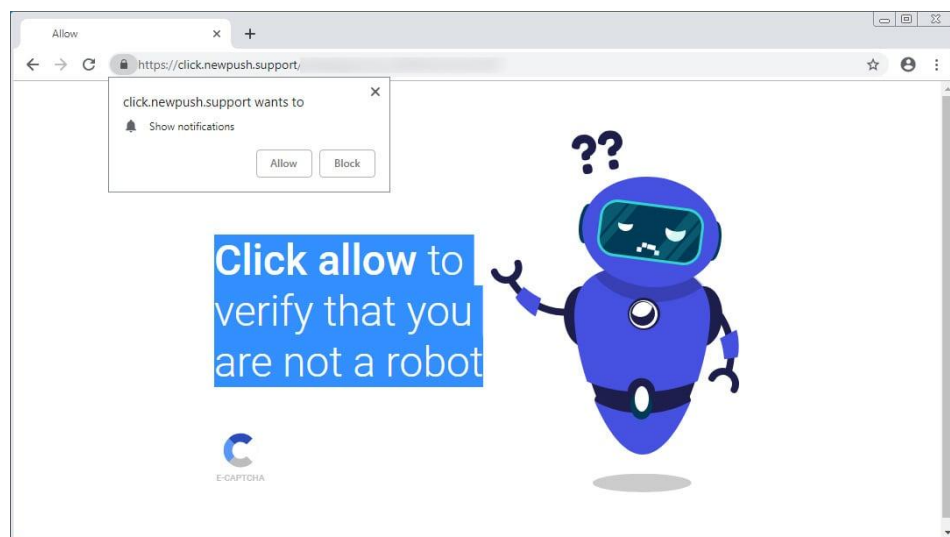 Allow
https://click.newpush.support/
click.newpush.support wants to
Show notifications
Allow
Block
??
Click allow to
verify that you
are not a robot
E-CAPTCHA